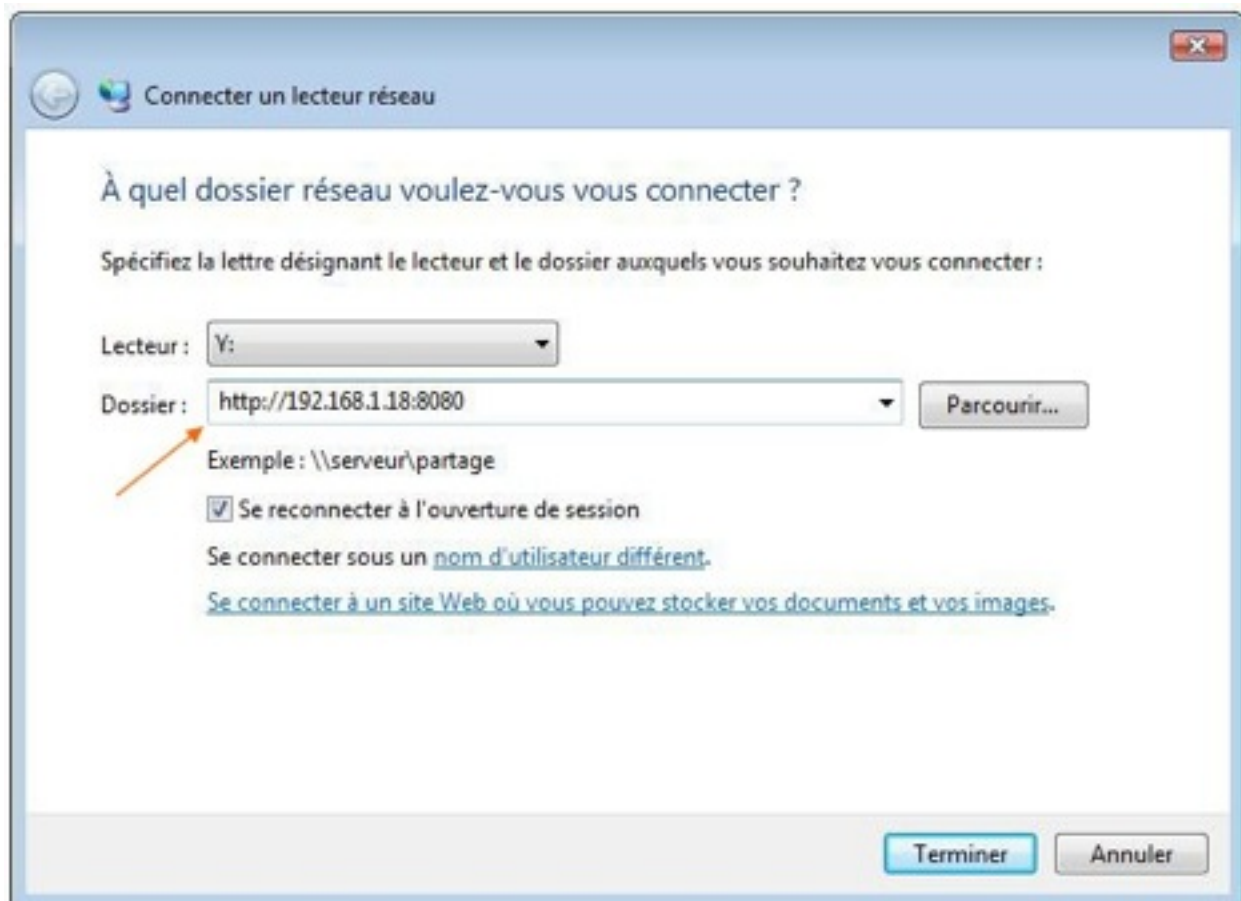 Connecter un lecteur réseau
À quel dossier réseau voulez-vous vous connecter ?
Spécifiez la lettre désignant le lecteur et le dossier auxquels vous souhaitez vous connecter :
Lecteur : Y:
Dossier : http://192.168.1.18:8080 Parcourir...
Exemple : \\serveur\partage
Se reconnecter à l'ouverture de session
Se connecter sous un nom d'utilisateur différent.
Se connecter à un site Web où vous pouvez stocker vos documents et vos images.
Terminer Annuler